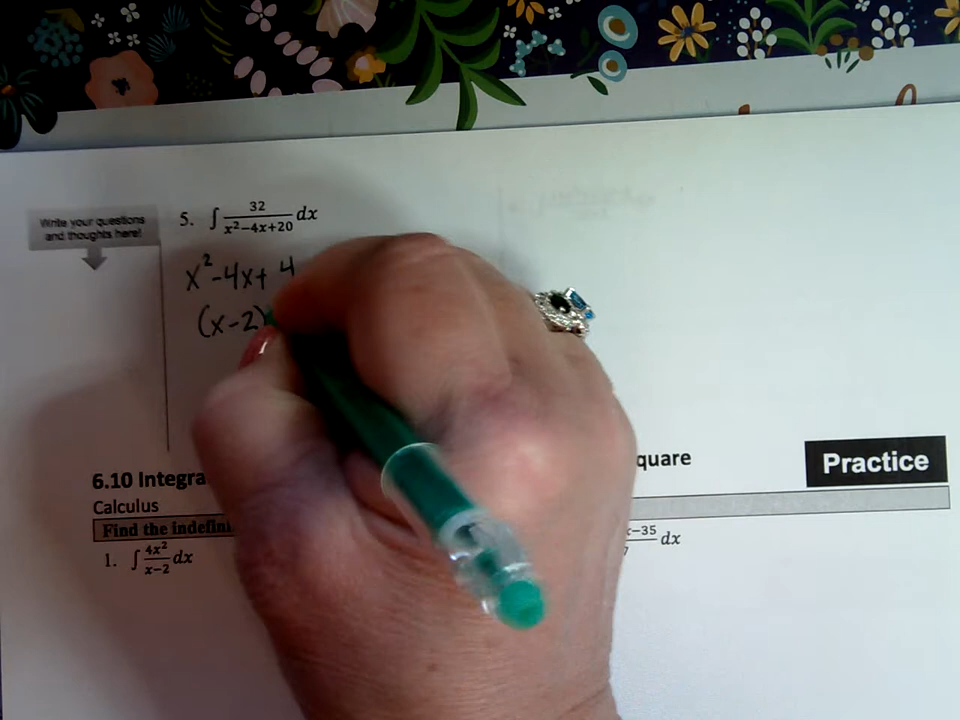 Write your questions
and thoughts here!
5. ∫ 32/(x²−4x+20) dx
x²-4x+ 4
(x-2)
6.10 Integra
quare
Practice
Calculus
Find the indefini
1. ∫ 4x²/(x−2) dx
−35 dx